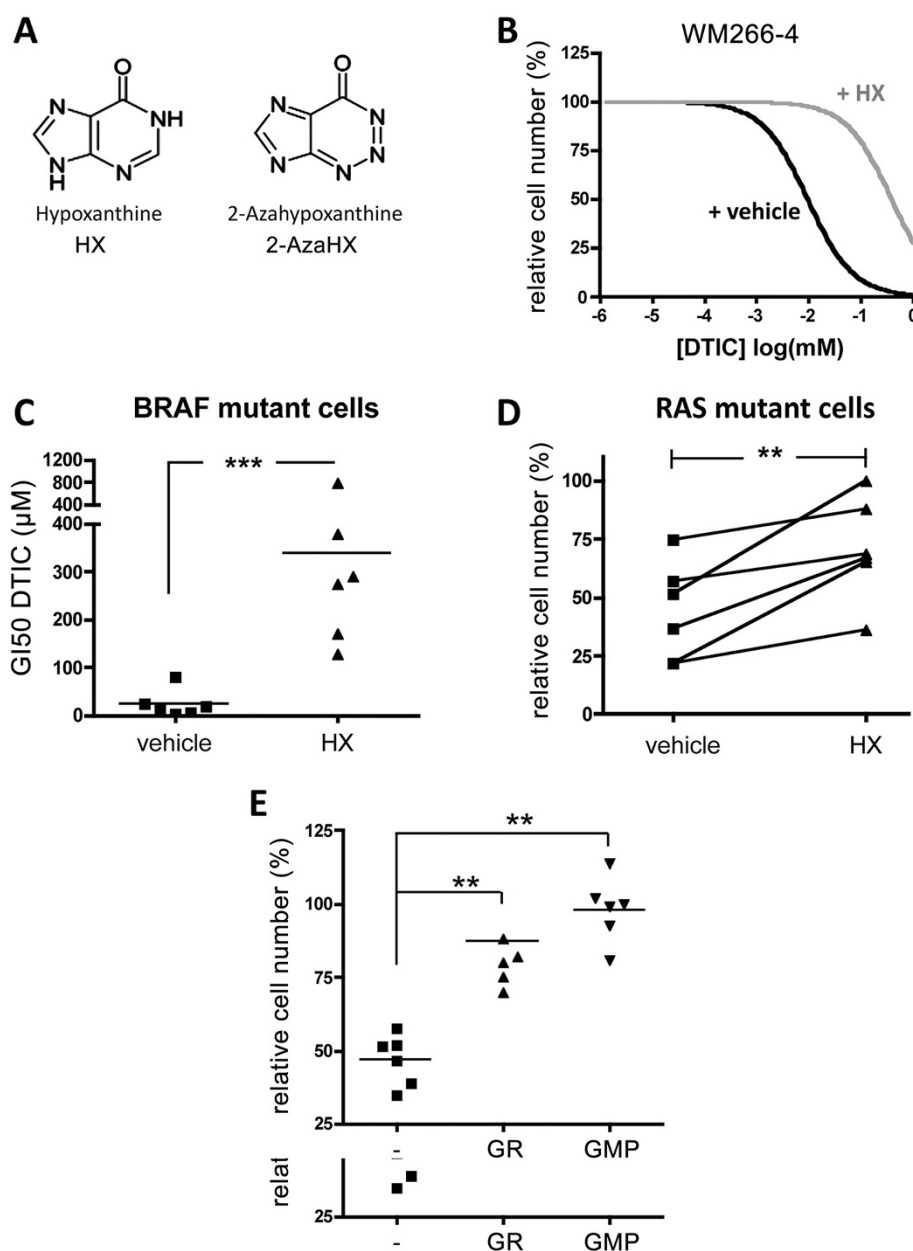 A
O
N
NH
N
H
N
Hypoxanthine
HX
O
N
N
N
N
N
2-Azahypoxanthine
2-AzaHX
B
WM266-4
relative cell number (%)
125
100
75
50
25
0
+ HX
+ vehicle
-6 -5 -4 -3 -2 -1 0
[DTIC] log(mM)
C
BRAF mutant cells
GI50 DTIC (µM)
1200
800
400
400
300
200
100
0
***
vehicle HX
D
RAS mutant cells
relative cell number (%)
100
75
50
25
0
**
vehicle HX
E
relative cell number (%)
125
100
75
50
25
**
**
- GR GMP
relat
25
- GR GMP